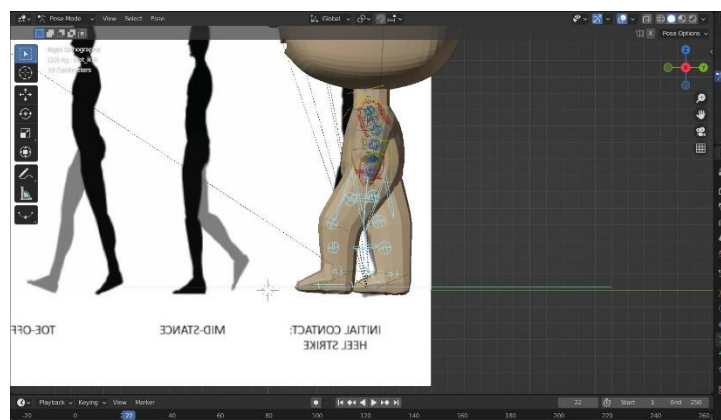 Pose Mode View Select Pose Global
Pose Options
Right Orthographic
10 Centimeters
TOE-OFF
MID-STANCE
INITIAL CONTACT:
HEEL STRIKE
Playback Keying View Marker 22 Start 1 End 250
-20 0 22 40 60 80 100 120 140 160 180 200 220 240 260